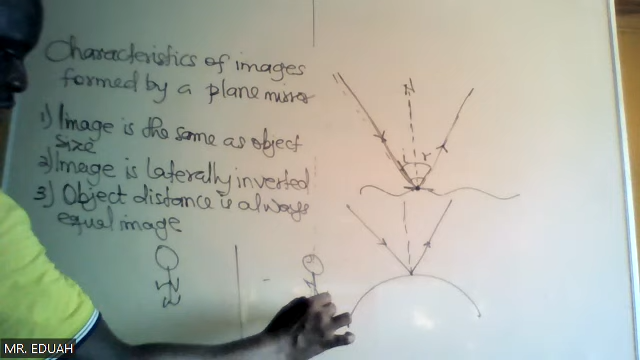 Characteristics of images
formed by a plane mirror
1) Image is the same as object
size
2) Image is laterally inverted
3) Object distance is always
equal image
N
i r
MR. EDUAH